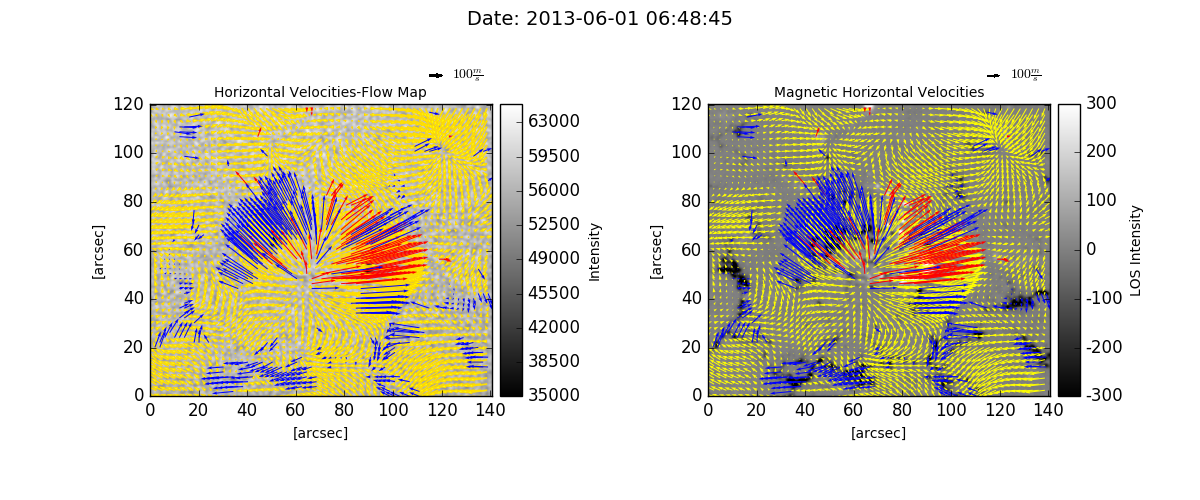 Date: 2013-06-01 06:48:45
100 m/s
Horizontal Velocities-Flow Map
120
100
80
60
40
20
0
0 20 40 60 80 100 120 140
[arcsec]
[arcsec]
63000
59500
56000
52500
49000
45500
42000
38500
35000
Intensity
100 m/s
Magnetic Horizontal Velocities
120
100
80
60
40
20
0
0 20 40 60 80 100 120 140
[arcsec]
[arcsec]
300
200
100
0
-100
-200
-300
LOS Intensity